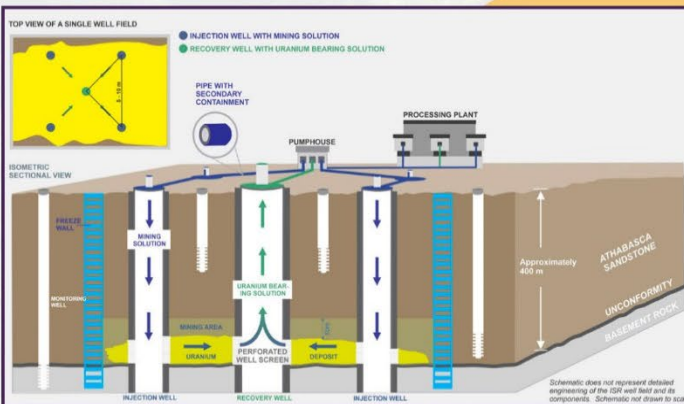 TOP VIEW OF A SINGLE WELL FIELD
INJECTION WELL WITH MINING SOLUTION
RECOVERY WELL WITH URANIUM BEARING SOLUTION
PIPE WITH
SECONDARY
CONTAINMENT
PROCESSING PLANT
PUMPHOUSE
ISOMETRIC
SECTIONAL VIEW
FREEZE
WALL
MINING
SOLUTION
URANIUM BEAR-
ING SOLUTION
MONITORING
WELL
MINING AREA
URANIUM
PERFORATED
WELL SCREEN
DEPOSIT
Approximately
400 m
ATHABASCA
SANDSTONE
UNCONFORMITY
BASEMENT ROCK
INJECTION WELL
RECOVERY WELL
INJECTION WELL
Schematic does not represent detailed
engineering of the ISR well field and its
components. Schematic not drawn to